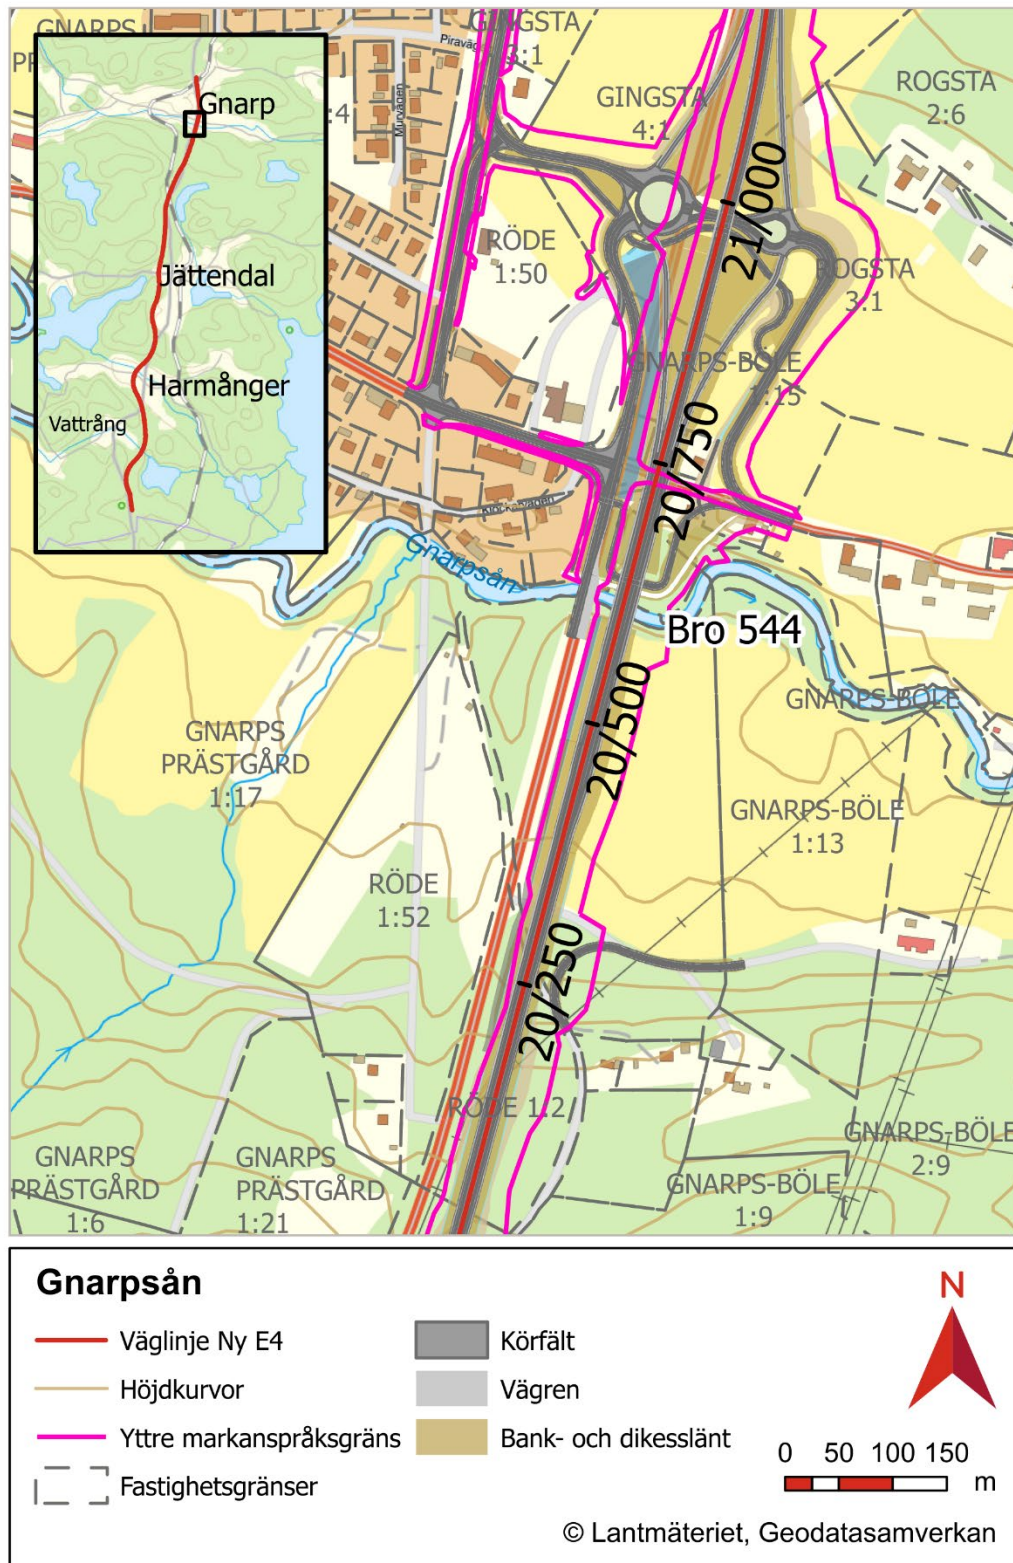 GNARPS
GINGSTA
3:1
Piraväg
Murvägen
:4
GINGSTA
4:1
ROGSTA
2:6
Gnarp
Jättendal
Harmånger
Vattrång
RÖDE
1:50
21/000
ROGSTA
3:1
GNARPS-BÖLE
1:15
20/750
Klockarvägen
Gnarpsån
Bro 544
20/500
GNARPS-BÖLE
GNARPS
PRÄSTGÅRD
1:17
GNARPS-BÖLE
1:13
RÖDE
1:52
20/250
RÖDE 1:2
GNARPS
PRÄSTGÅRD
1:6
GNARPS
PRÄSTGÅRD
1:21
GNARPS-BÖLE
1:9
GNARPS-BÖLE
2:9
Gnarpsån
Väglinje Ny E4
Höjdkurvor
Yttre markanspråksgräns
Fastighetsgränser
Körfält
Vägren
Bank- och dikesslänt
N
0 50 100 150
m
© Lantmäteriet, Geodatasamverkan